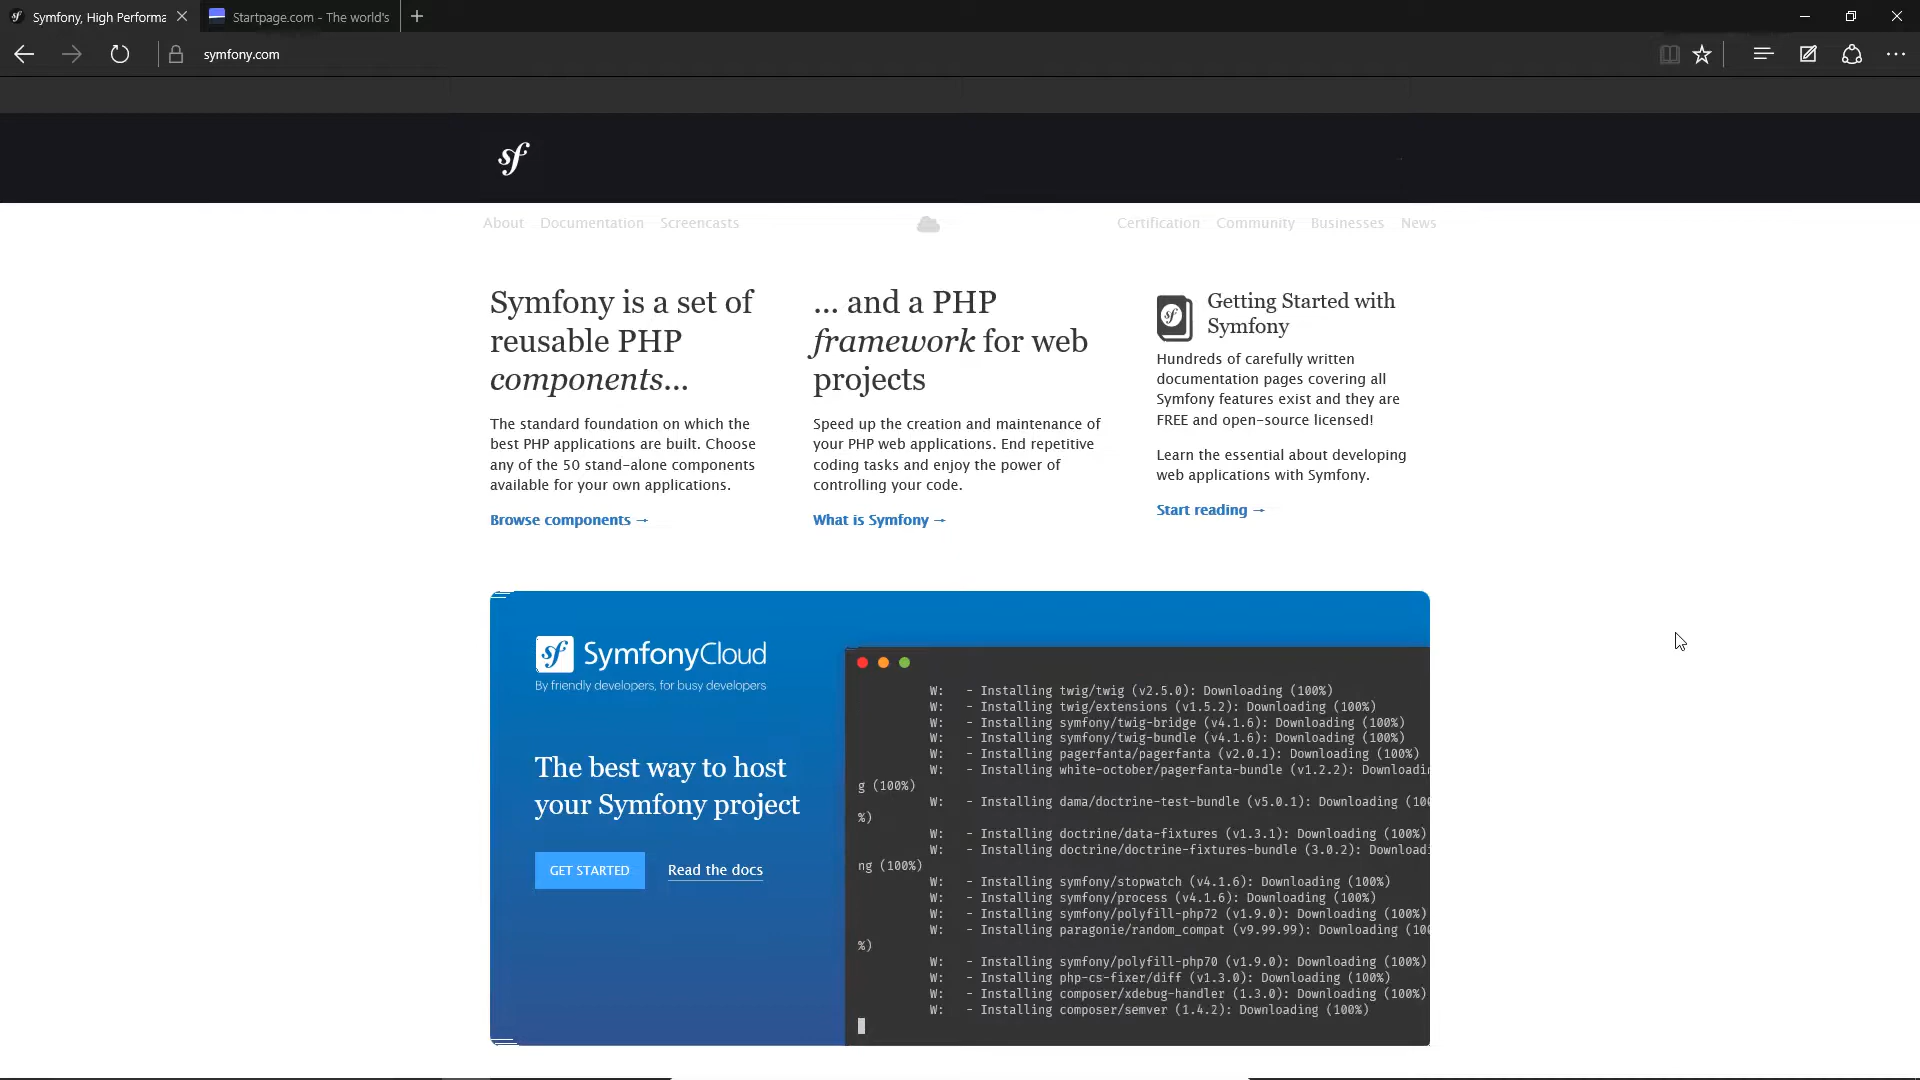 Symfony, High Performa
Startpage.com - The world's
symfony.com
sf
About Documentation Screencasts Certification Community Businesses News
Symfony is a set of
reusable PHP
components...
The standard foundation on which the
best PHP applications are built. Choose
any of the 50 stand-alone components
available for your own applications.
Browse components →
... and a PHP
framework for web
projects
Speed up the creation and maintenance of
your PHP web applications. End repetitive
coding tasks and enjoy the power of
controlling your code.
What is Symfony →
sf
Getting Started with
Symfony
Hundreds of carefully written
documentation pages covering all
Symfony features exist and they are
FREE and open-source licensed!
Learn the essential about developing
web applications with Symfony.
Start reading →
sf SymfonyCloud
By friendly developers, for busy developers
The best way to host
your Symfony project
GET STARTED Read the docs
W: - Installing twig/twig (v2.5.0): Downloading (100%)
W: - Installing twig/extensions (v1.5.2): Downloading (100%)
W: - Installing symfony/twig-bridge (v4.1.6): Downloading (100%)
W: - Installing symfony/twig-bundle (v4.1.6): Downloading (100%)
W: - Installing pagerfanta/pagerfanta (v2.0.1): Downloading (100%)
W: - Installing white-october/pagerfanta-bundle (v1.2.2): Downloadin
g (100%)
W: - Installing dama/doctrine-test-bundle (v5.0.1): Downloading (100
%)
W: - Installing doctrine/data-fixtures (v1.3.1): Downloading (100%)
W: - Installing doctrine/doctrine-fixtures-bundle (3.0.2): Downloadi
ng (100%)
W: - Installing symfony/stopwatch (v4.1.6): Downloading (100%)
W: - Installing symfony/process (v4.1.6): Downloading (100%)
W: - Installing symfony/polyfill-php72 (v1.9.0): Downloading (100%)
W: - Installing paragonie/random_compat (v9.99.99): Downloading (100
%)
W: - Installing symfony/polyfill-php70 (v1.9.0): Downloading (100%)
W: - Installing php-cs-fixer/diff (v1.3.0): Downloading (100%)
W: - Installing composer/xdebug-handler (1.3.0): Downloading (100%)
W: - Installing composer/semver (1.4.2): Downloading (100%)